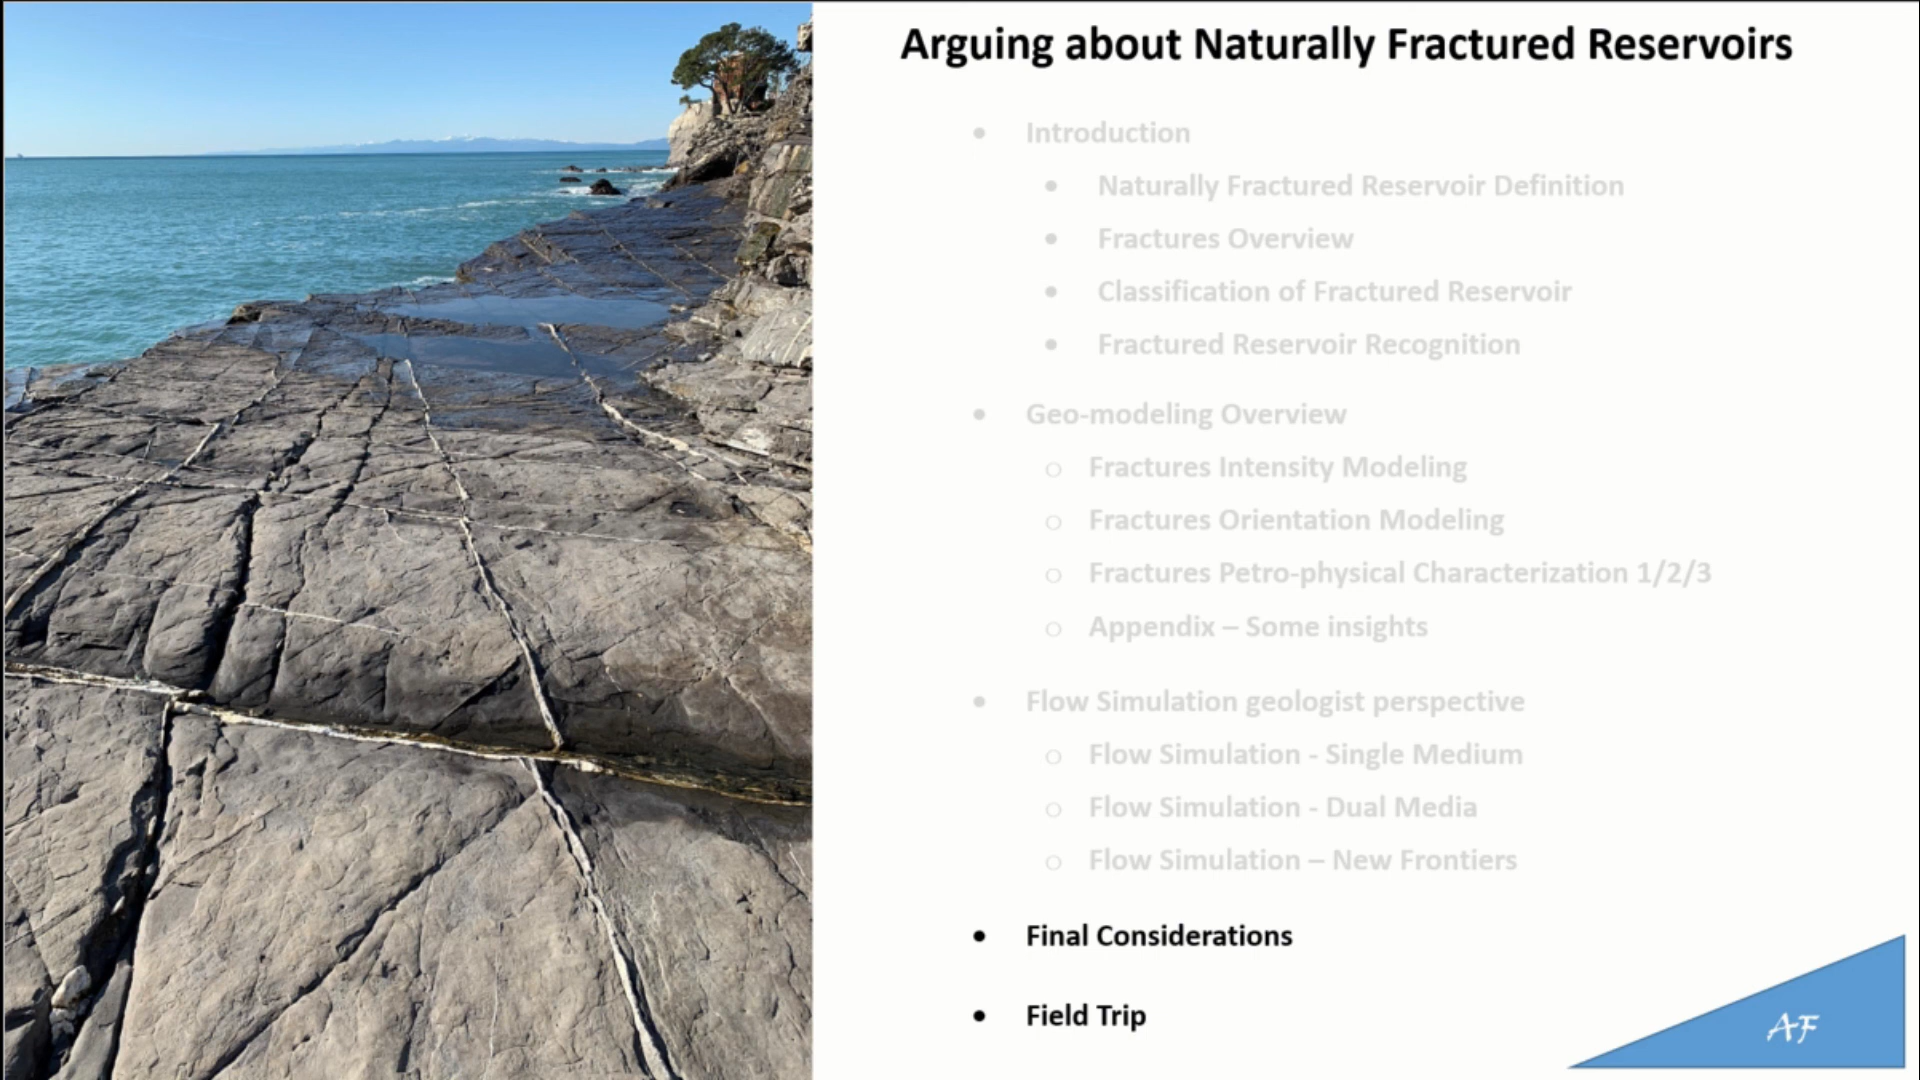 Arguing about Naturally Fractured Reservoirs
• Introduction
• Naturally Fractured Reservoir Definition
• Fractures Overview
• Classification of Fractured Reservoir
• Fractured Reservoir Recognition
• Geo-modeling Overview
o Fractures Intensity Modeling
o Fractures Orientation Modeling
o Fractures Petro-physical Characterization 1/2/3
o Appendix – Some insights
• Flow Simulation geologist perspective
o Flow Simulation - Single Medium
o Flow Simulation - Dual Media
o Flow Simulation – New Frontiers
• Final Considerations
• Field Trip
AF